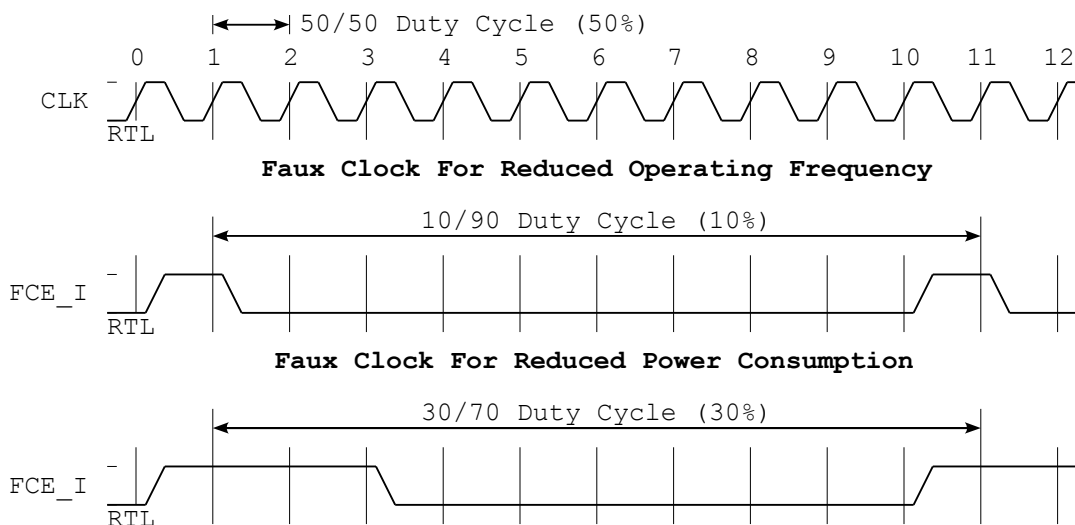 50/50 Duty Cycle (50%)
0 1 2 3 4 5 6 7 8 9 10 11 12
CLK
RTL
Faux Clock For Reduced Operating Frequency
10/90 Duty Cycle (10%)
FCE_I
RTL
Faux Clock For Reduced Power Consumption
30/70 Duty Cycle (30%)
FCE_I
RTL